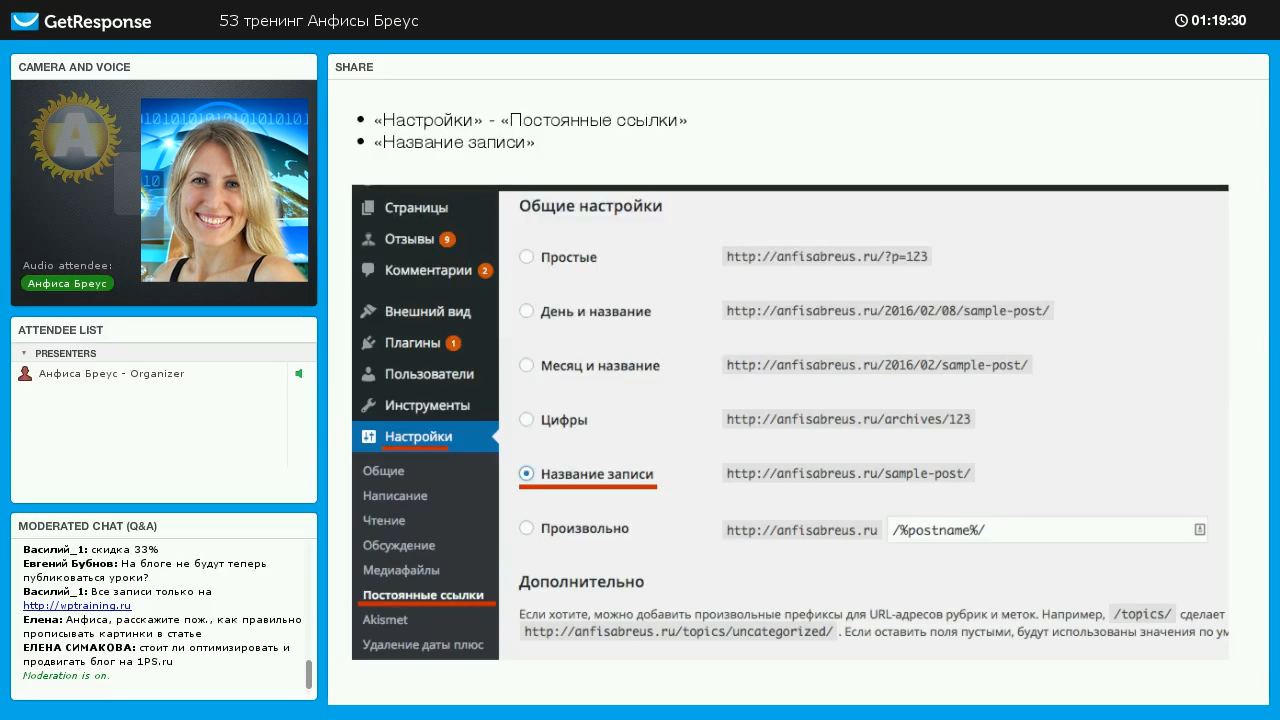 GetResponse
53 тренинг Анфисы Бреус
01:19:30
CAMERA AND VOICE
A
Audio attendee:
Анфиса Бреус
ATTENDEE LIST
PRESENTERS
Анфиса Бреус - Organizer
MODERATED CHAT (Q&A)
Василий_1: скидка 33%
Евгений Бубнов: На блоге не будут теперь
публиковаться уроки?
Василий_1: Все записи только на
http://wptraining.ru
Елена: Анфиса, расскажите пож., как правильно
прописывать картинки в статье
ЕЛЕНА СИМАКОВА: стоит ли оптимизировать и
продвигать блог на 1PS.ru
Moderation is on.
SHARE
• «Настройки» - «Постоянные ссылки»
• «Название записи»
Страницы
Отзывы 9
Комментарии 2
Внешний вид
Плагины 1
Пользователи
Инструменты
Настройки
Общие
Написание
Чтение
Обсуждение
Медиафайлы
Постоянные ссылки
Akismet
Удаление даты плюс
Общие настройки
Простые http://anfisabreus.ru/?p=123
День и название http://anfisabreus.ru/2016/02/08/sample-post/
Месяц и название http://anfisabreus.ru/2016/02/sample-post/
Цифры http://anfisabreus.ru/archives/123
Название записи http://anfisabreus.ru/sample-post/
Произвольно http://anfisabreus.ru /%postname%/
Дополнительно
Если хотите, можно добавить произвольные префиксы для URL-адресов рубрик и меток. Например, /topics/ сделает
http://anfisabreus.ru/topics/uncategorized/ . Если оставить поля пустыми, будут использованы значения по ум